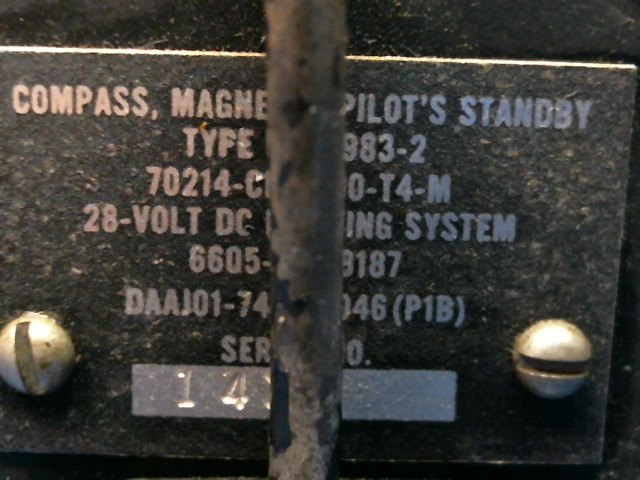 COMPASS, MAGNE PILOT'S STANDBY
TYPE 983-2
70214-C 0-T4-M
28-VOLT DC ING SYSTEM
6605- 8187
DAAJ01-74 046 (P1B)
SER O.
14